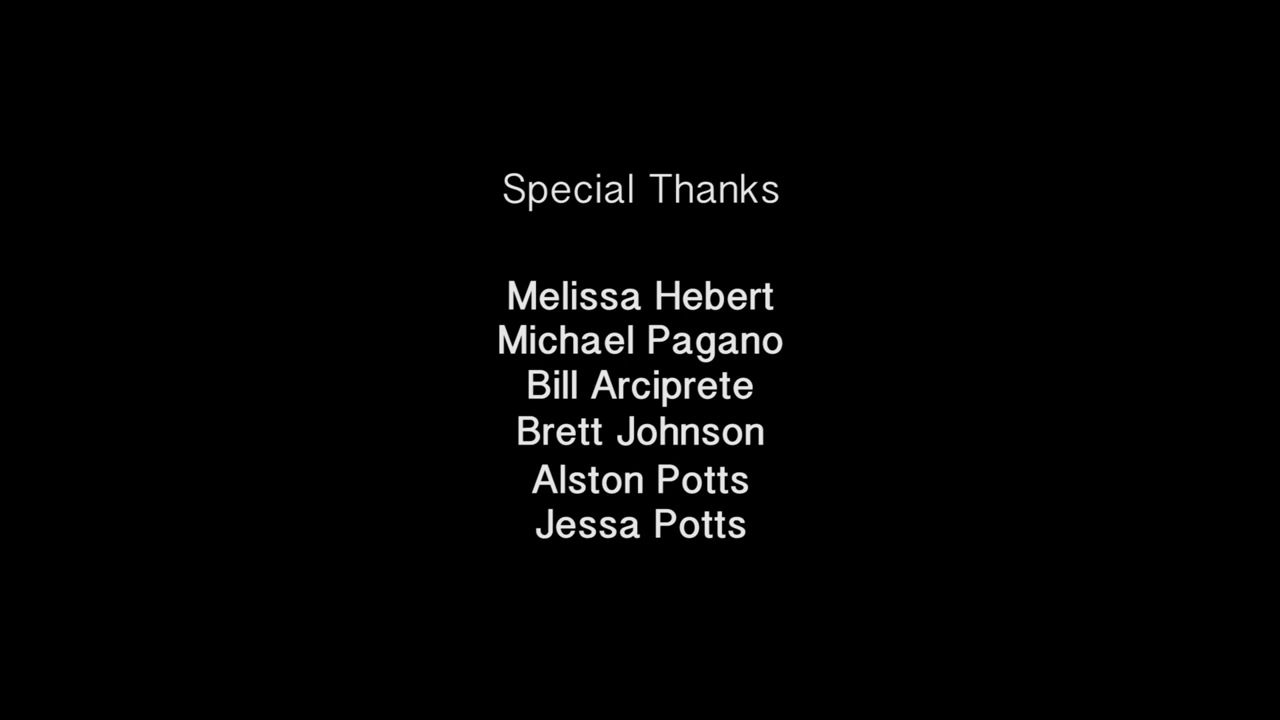 Special Thanks
Melissa Hebert
Michael Pagano
Bill Arciprete
Brett Johnson
Alston Potts
Jessa Potts